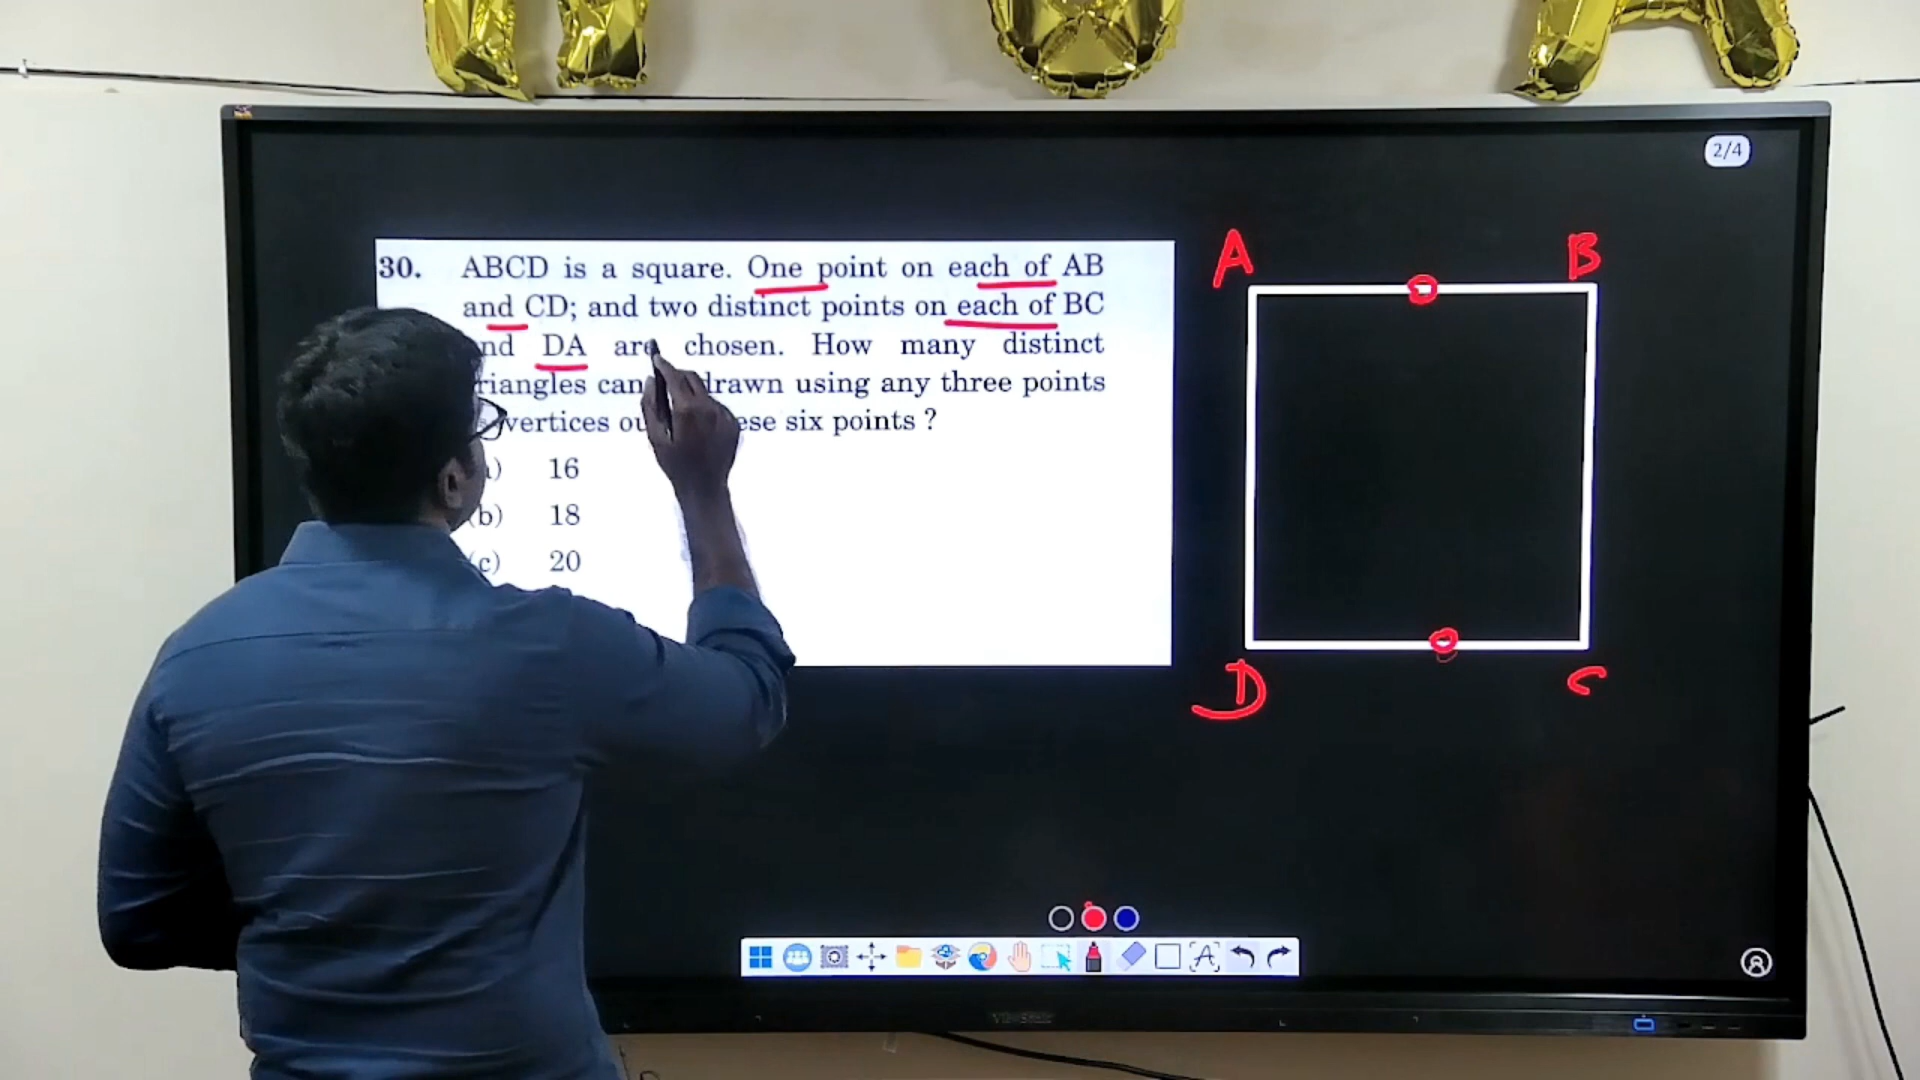 2/4
30. ABCD is a square. One point on each of AB
and CD; and two distinct points on each of BC
nd DA are chosen. How many distinct
riangles can drawn using any three points
vertices ese six points ?
16
(b) 18
(c) 20
A
B
D
C